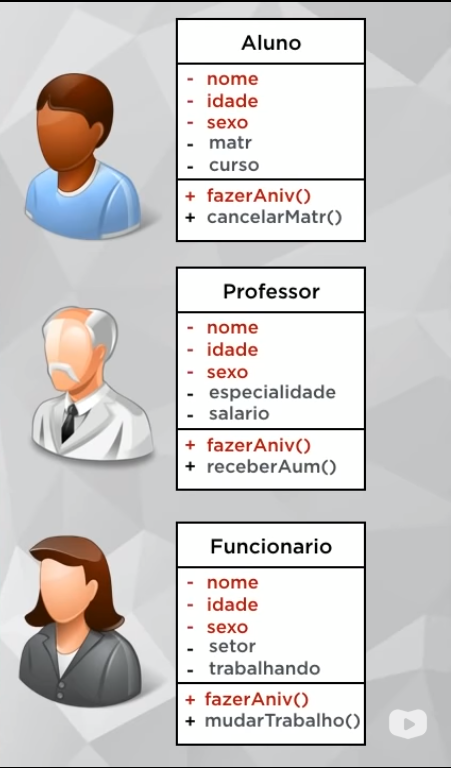 Aluno
- nome
- idade
- sexo
- matr
- curso
+ fazerAniv()
+ cancelarMatr()
Professor
- nome
- idade
- sexo
- especialidade
- salario
+ fazerAniv()
+ receberAum()
Funcionario
- nome
- idade
- sexo
- setor
- trabalhando
+ fazerAniv()
+ mudarTrabalho()